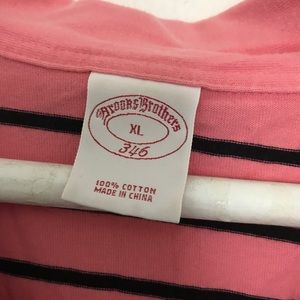 Brooks Brothers
XL
346
100% COTTON
MADE IN CHINA